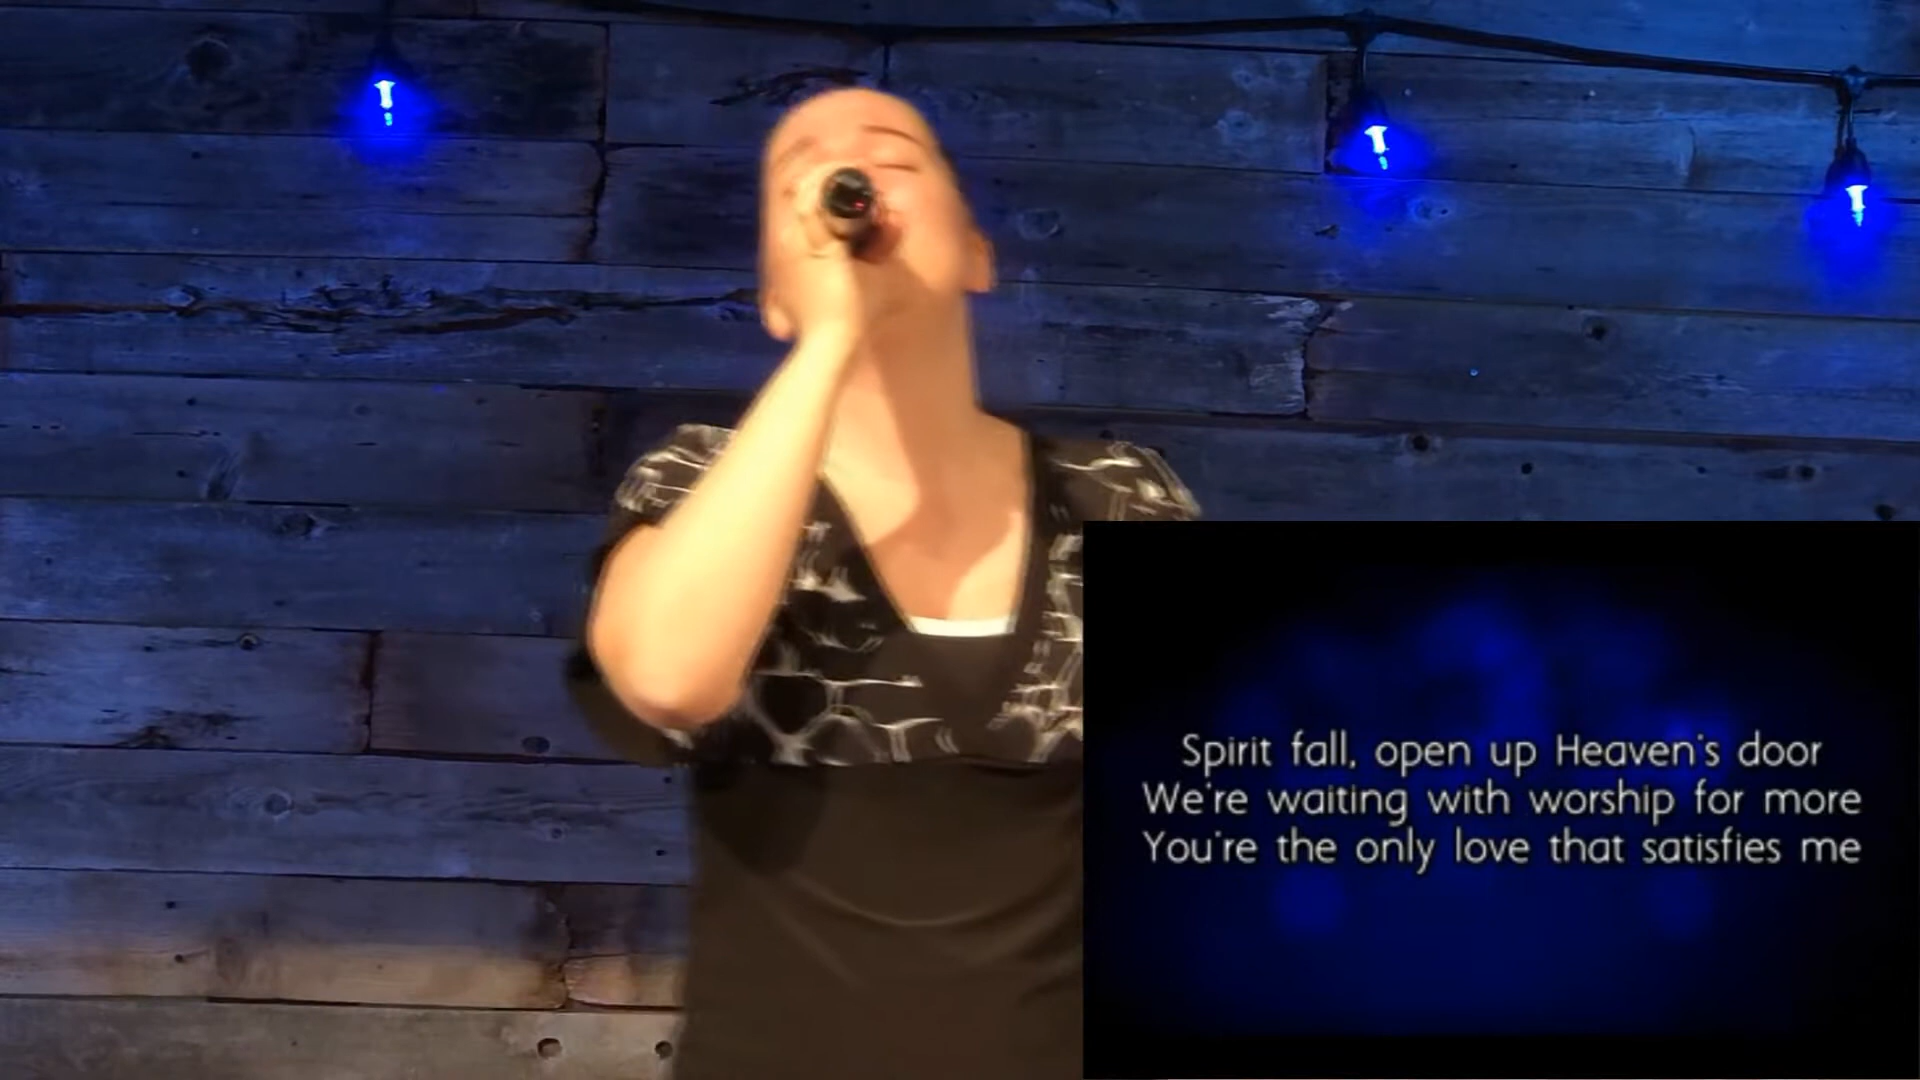 Spirit fall, open up Heaven's door
We're waiting with worship for more
You're the only love that satisfies me